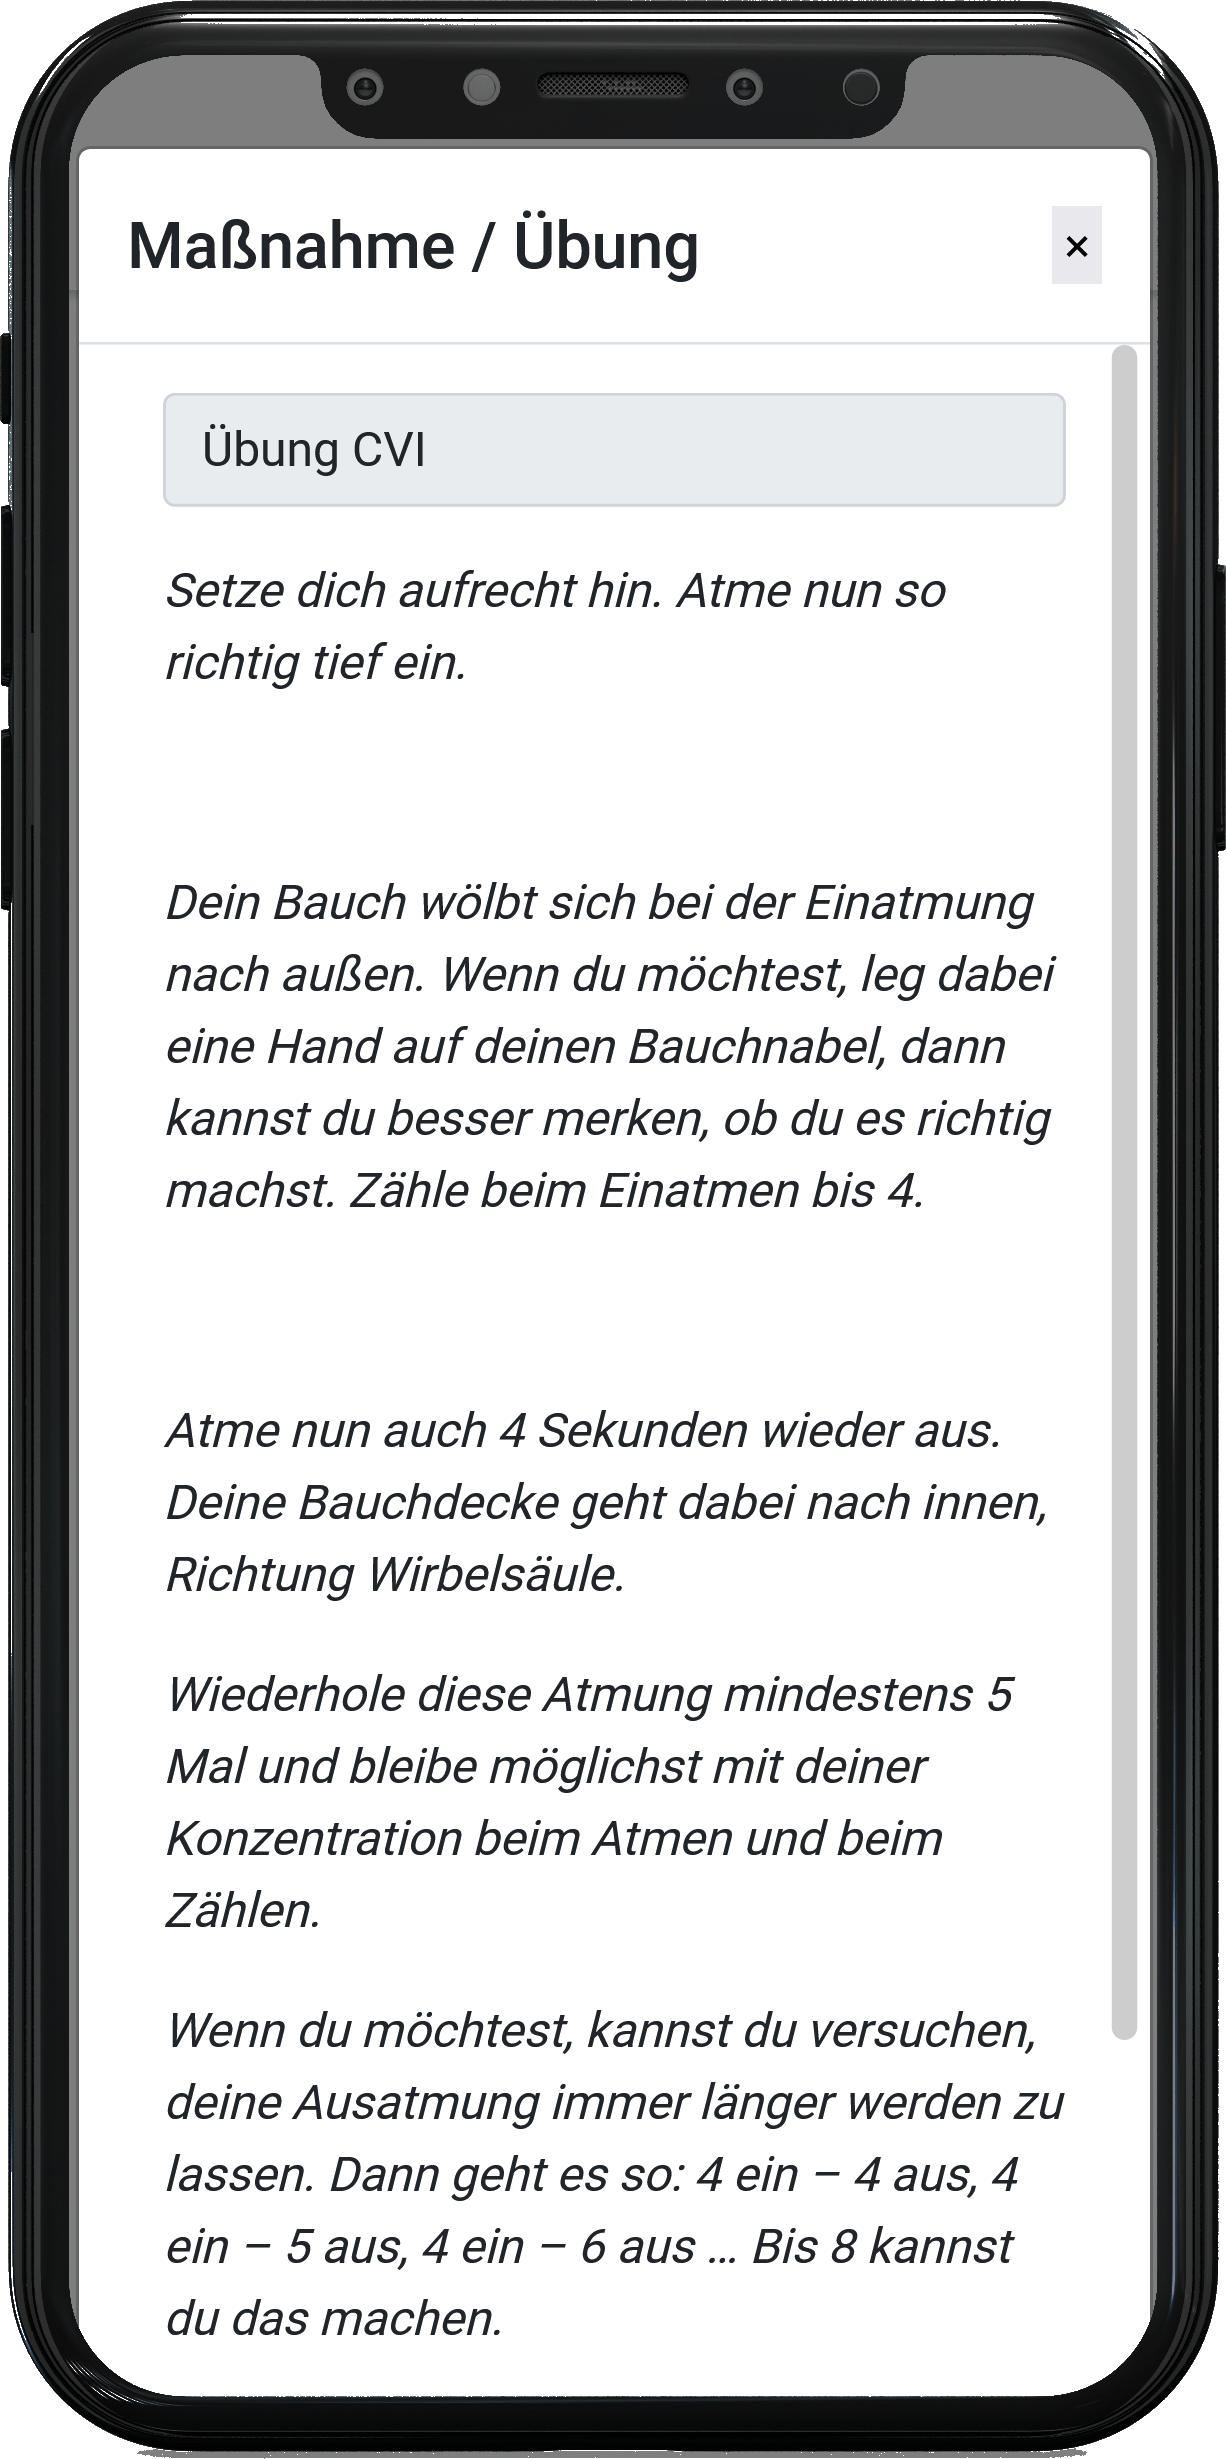 Maßnahme / Übung
×
Übung CVI
Setze dich aufrecht hin. Atme nun so
richtig tief ein.
Dein Bauch wölbt sich bei der Einatmung
nach außen. Wenn du möchtest, leg dabei
eine Hand auf deinen Bauchnabel, dann
kannst du besser merken, ob du es richtig
machst. Zähle beim Einatmen bis 4.
Atme nun auch 4 Sekunden wieder aus.
Deine Bauchdecke geht dabei nach innen,
Richtung Wirbelsäule.
Wiederhole diese Atmung mindestens 5
Mal und bleibe möglichst mit deiner
Konzentration beim Atmen und beim
Zählen.
Wenn du möchtest, kannst du versuchen,
deine Ausatmung immer länger werden zu
lassen. Dann geht es so: 4 ein – 4 aus, 4
ein – 5 aus, 4 ein – 6 aus … Bis 8 kannst
du das machen.